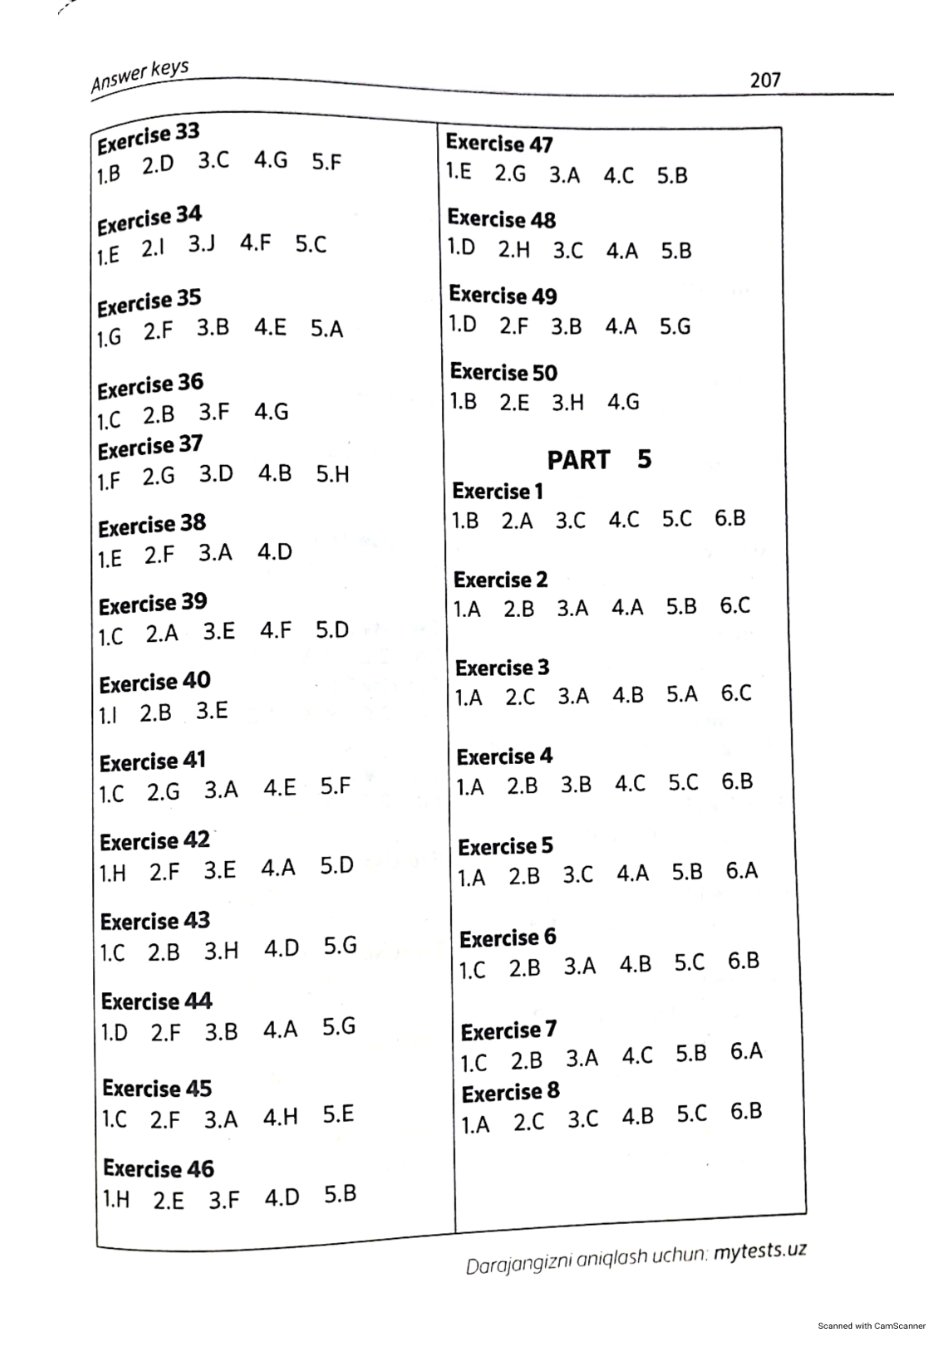 Answer keys
207
Exercise 33
1.B 2.D 3.C 4.G 5.F
Exercise 34
1.E 2.I 3.J 4.F 5.C
Exercise 35
1.G 2.F 3.B 4.E 5.A
Exercise 36
1.C 2.B 3.F 4.G
Exercise 37
1.F 2.G 3.D 4.B 5.H
Exercise 38
1.E 2.F 3.A 4.D
Exercise 39
1.C 2.A 3.E 4.F 5.D
Exercise 40
1.I 2.B 3.E
Exercise 41
1.C 2.G 3.A 4.E 5.F
Exercise 42
1.H 2.F 3.E 4.A 5.D
Exercise 43
1.C 2.B 3.H 4.D 5.G
Exercise 44
1.D 2.F 3.B 4.A 5.G
Exercise 45
1.C 2.F 3.A 4.H 5.E
Exercise 46
1.H 2.E 3.F 4.D 5.B
Exercise 47
1.E 2.G 3.A 4.C 5.B
Exercise 48
1.D 2.H 3.C 4.A 5.B
Exercise 49
1.D 2.F 3.B 4.A 5.G
Exercise 50
1.B 2.E 3.H 4.G
PART 5
Exercise 1
1.B 2.A 3.C 4.C 5.C 6.B
Exercise 2
1.A 2.B 3.A 4.A 5.B 6.C
Exercise 3
1.A 2.C 3.A 4.B 5.A 6.C
Exercise 4
1.A 2.B 3.B 4.C 5.C 6.B
Exercise 5
1.A 2.B 3.C 4.A 5.B 6.A
Exercise 6
1.C 2.B 3.A 4.B 5.C 6.B
Exercise 7
1.C 2.B 3.A 4.C 5.B 6.A
Exercise 8
1.A 2.C 3.C 4.B 5.C 6.B
Darajangizni aniqlash uchun: mytests.uz
Scanned with CamScanner